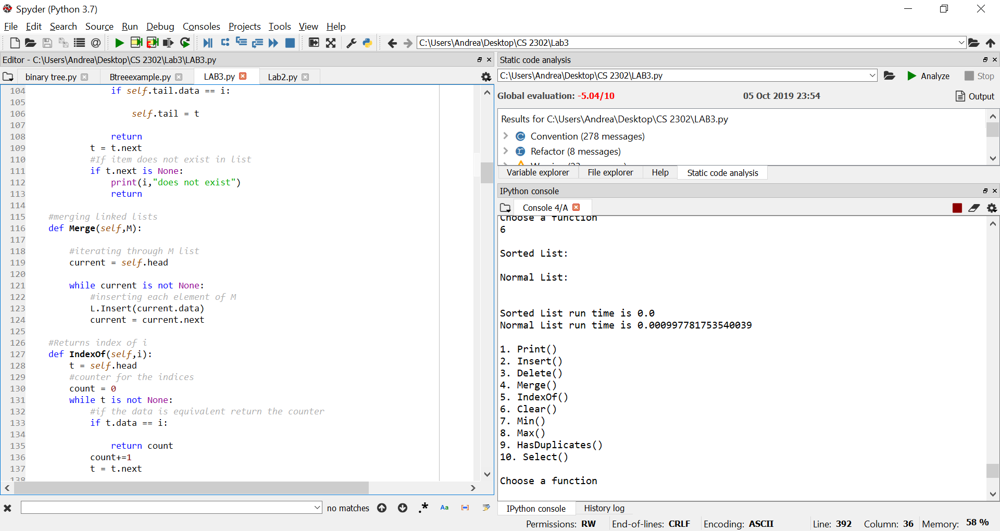 Spyder (Python 3.7)
File Edit Search Source Run Debug Consoles Projects Tools View Help
C:\Users\Andrea\Desktop\CS 2302\Lab3
Editor - C:\Users\Andrea\Desktop\CS 2302\Lab3\LAB3.py
binary tree.py Btreeexample.py LAB3.py Lab2.py
104 if self.tail.data == i:
105
106 self.tail = t
107
108 return
109 t = t.next
110 #If item does not exist in list
111 if t.next is None:
112 print(i,"does not exist")
113 return
114
115 #merging linked lists
116 def Merge(self,M):
117
118 #iterating through M list
119 current = self.head
120
121 while current is not None:
122 #inserting each element of M
123 L.Insert(current.data)
124 current = current.next
125
126 #Returns index of i
127 def IndexOf(self,i):
128 t = self.head
129 #counter for the indices
130 count = 0
131 while t is not None:
132 #if the data is equivalent return the counter
133 if t.data == i:
134
135 return count
136 count+=1
137 t = t.next
138
no matches
.* Aa
Static code analysis
C:\Users\Andrea\Desktop\CS 2302\LAB3.py
Analyze Stop
Global evaluation: -5.04/10 05 Oct 2019 23:54 Output
Results for C:\Users\Andrea\Desktop\CS 2302\LAB3.py
C Convention (278 messages)
r Refactor (8 messages)
Variable explorer File explorer Help Static code analysis
IPython console
Console 4/A
Choose a function
6
Sorted List:
Normal List:
Sorted List run time is 0.0
Normal List run time is 0.000997781753540039
1. Print()
2. Insert()
3. Delete()
4. Merge()
5. IndexOf()
6. Clear()
7. Min()
8. Max()
9. HasDuplicates()
10. Select()
Choose a function
IPython console History log
Permissions: RW End-of-lines: CRLF Encoding: ASCII Line: 392 Column: 36 Memory: 58 %